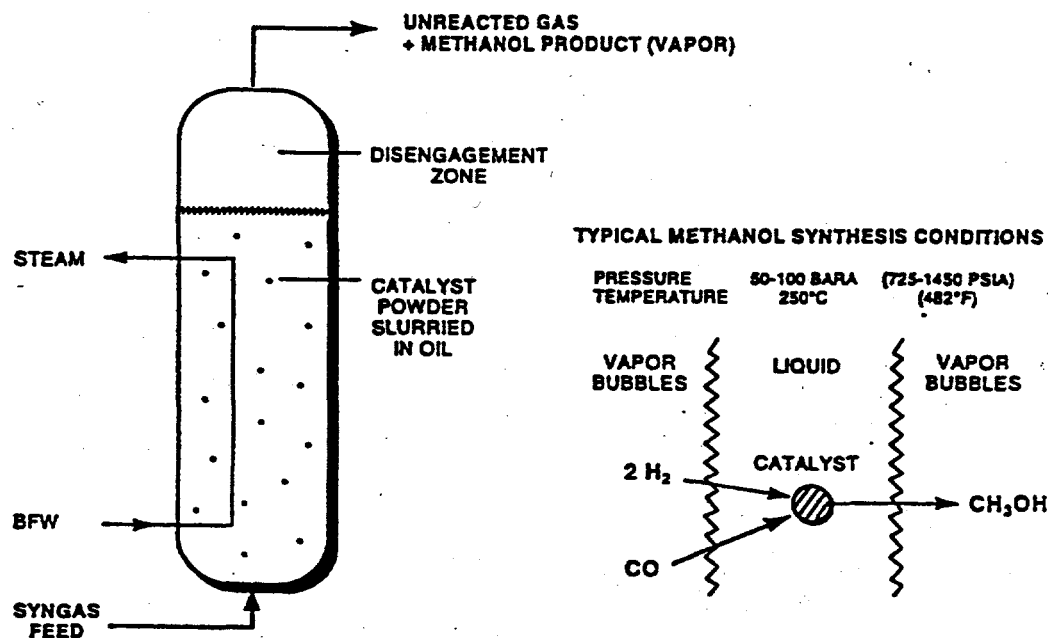 UNREACTED GAS
+ METHANOL PRODUCT (VAPOR)
DISENGAGEMENT
ZONE
STEAM
CATALYST
POWDER
SLURRIED
IN OIL
BFW
SYNGAS
FEED
TYPICAL METHANOL SYNTHESIS CONDITIONS
PRESSURE 50-100 BARA (725-1450 PSIA)
TEMPERATURE 250°C (482°F)
VAPOR BUBBLES LIQUID VAPOR BUBBLES
2 H₂ CATALYST CH₃OH
CO